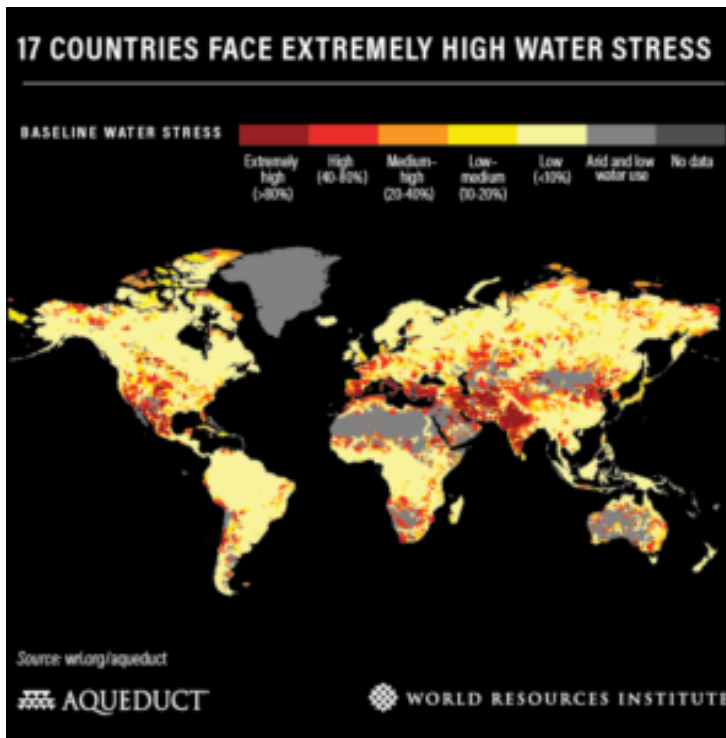 17 COUNTRIES FACE EXTREMELY HIGH WATER STRESS
BASELINE WATER STRESS
Extremely high (>80%)
High (40-80%)
Medium–high (20-40%)
Low–medium (10-20%)
Low (<10%)
Arid and low water use
No data
Source: wri.org/aqueduct
AQUEDUCT
WORLD RESOURCES INSTITUTE